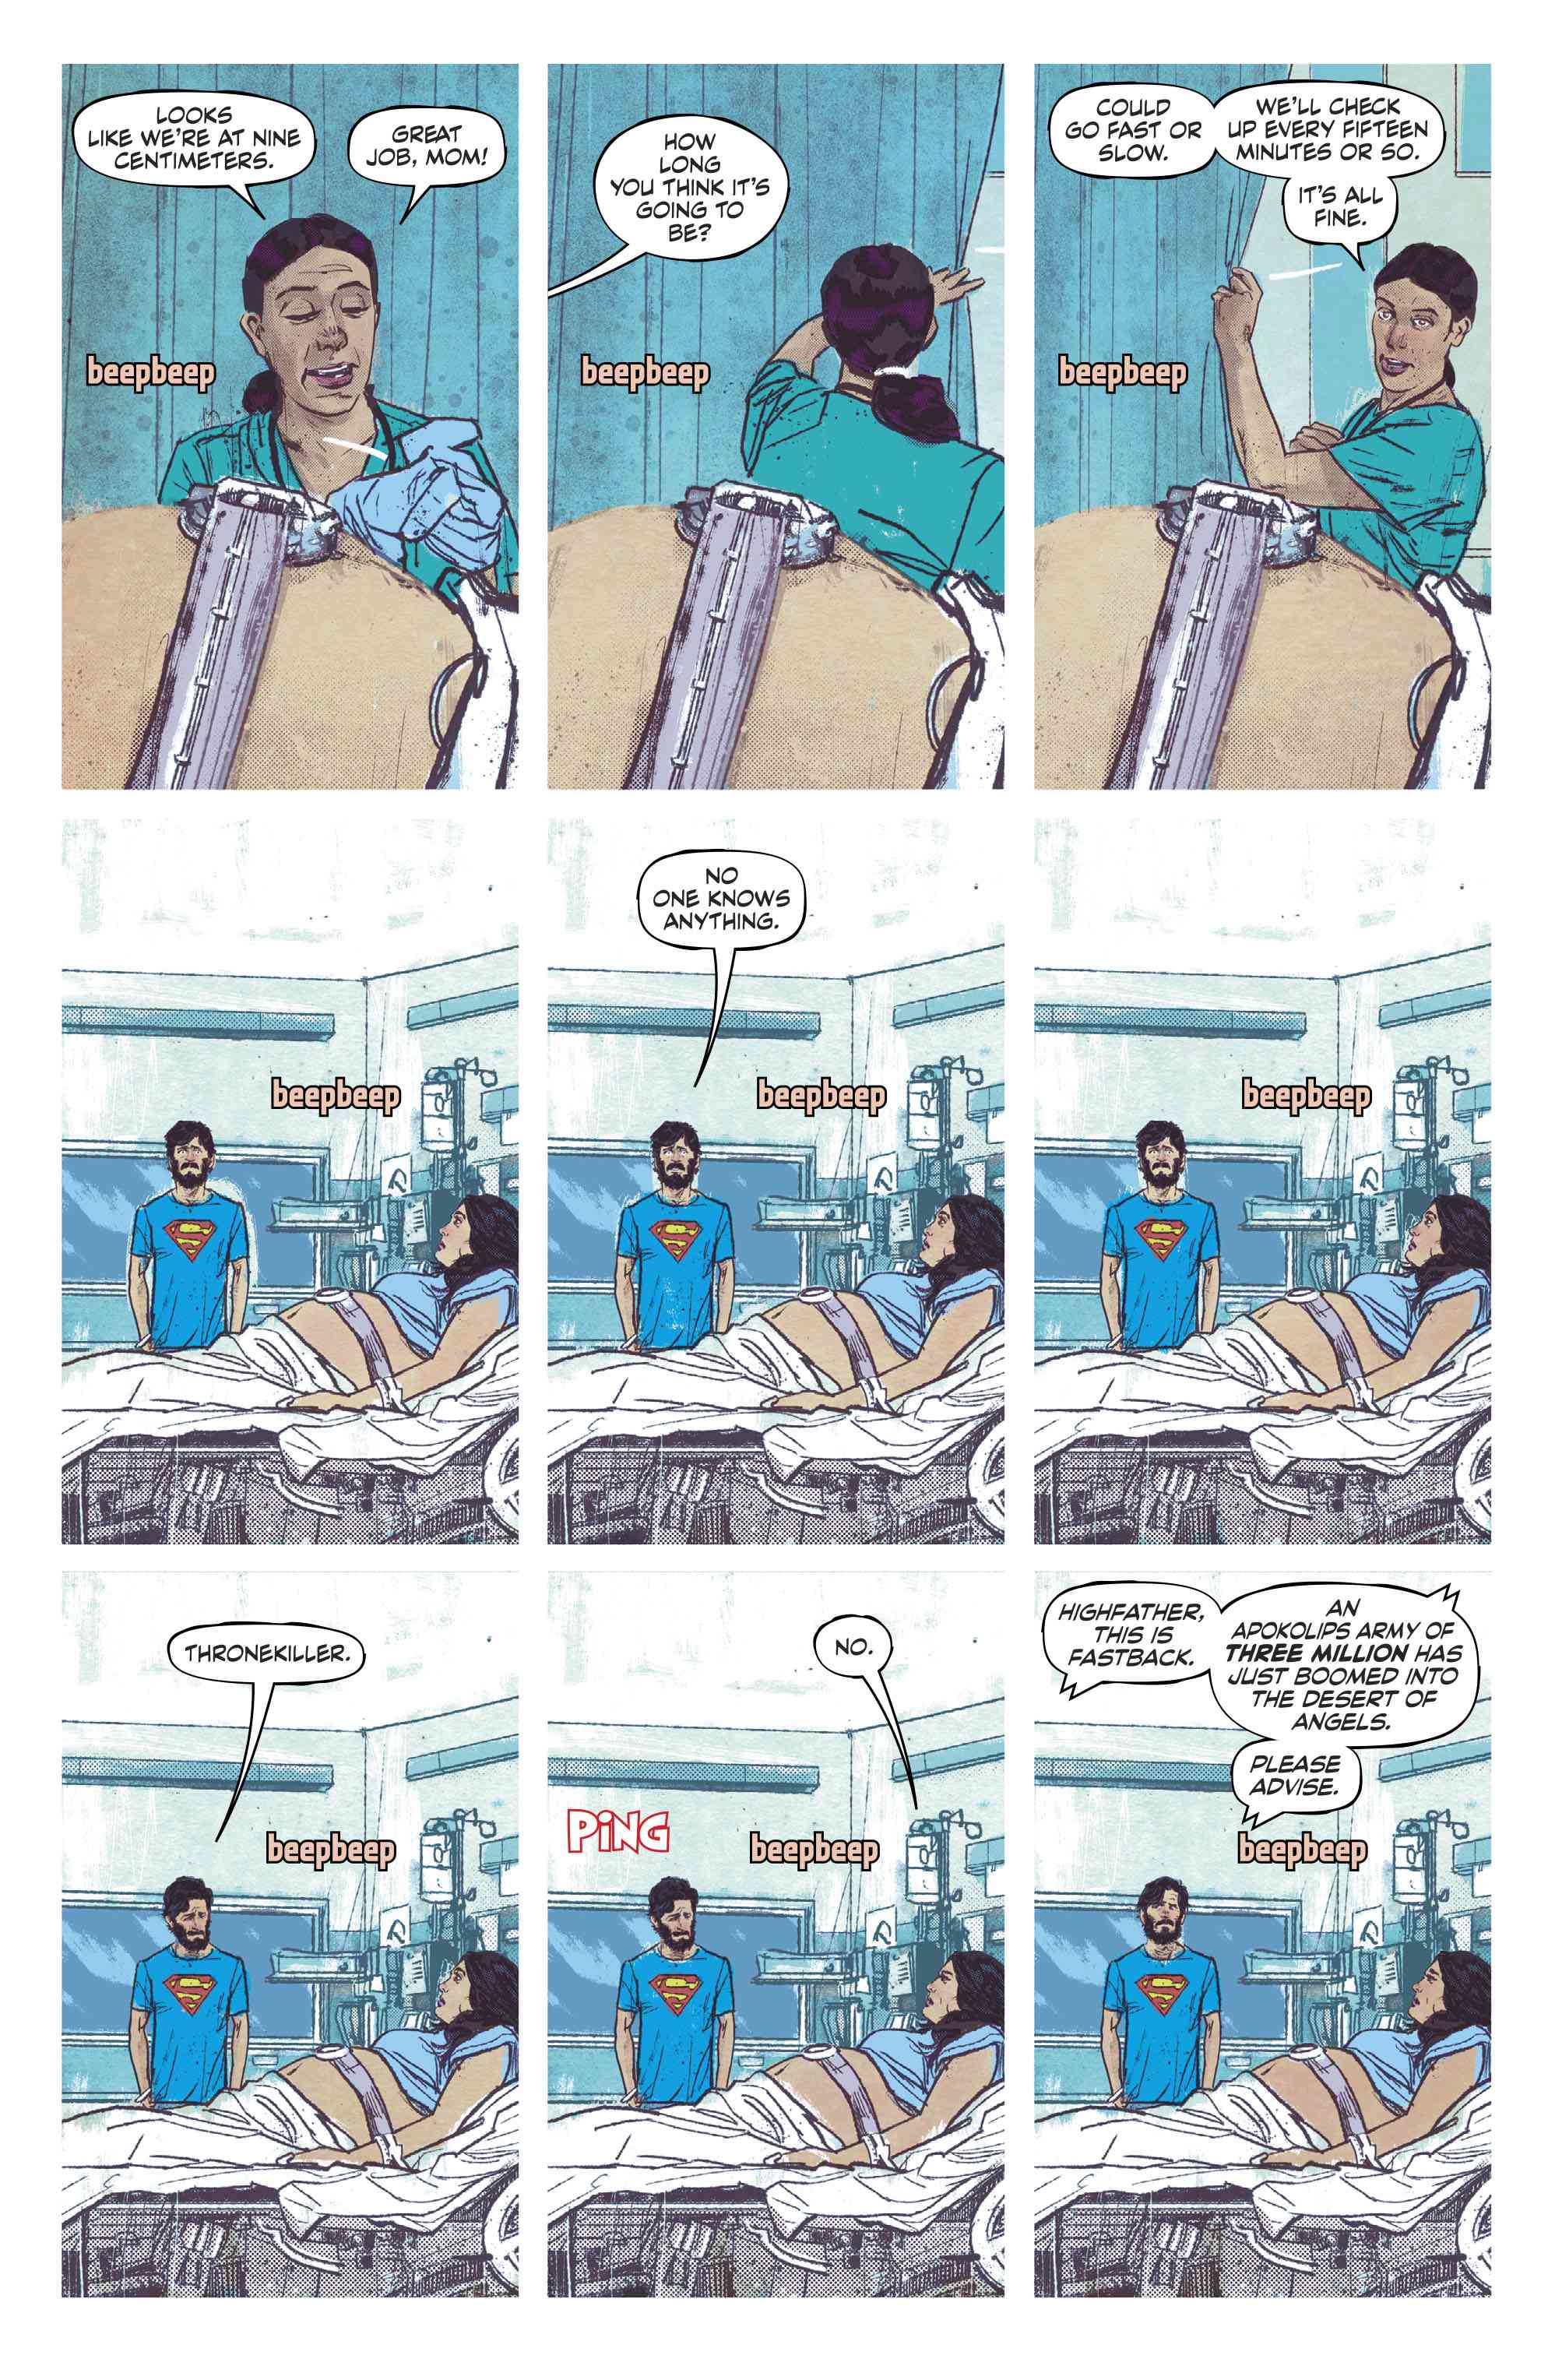 LOOKS
LIKE WE'RE AT NINE
CENTIMETERS.
GREAT
JOB, MOM!
beepbeep
HOW
LONG
YOU THINK IT'S
GOING TO
BE?
beepbeep
COULD
GO FAST OR
SLOW.
WE'LL CHECK
UP EVERY FIFTEEN
MINUTES OR SO.
IT'S ALL
FINE.
beepbeep
beepbeep
NO
ONE KNOWS
ANYTHING.
beepbeep
beepbeep
THRONEKILLER.
beepbeep
NO.
PiNG
beepbeep
HIGHFATHER,
THIS IS
FASTBACK.
AN
APOKOLIPS ARMY OF
THREE MILLION HAS
JUST BOOMED INTO
THE DESERT OF
ANGELS.
PLEASE
ADVISE.
beepbeep